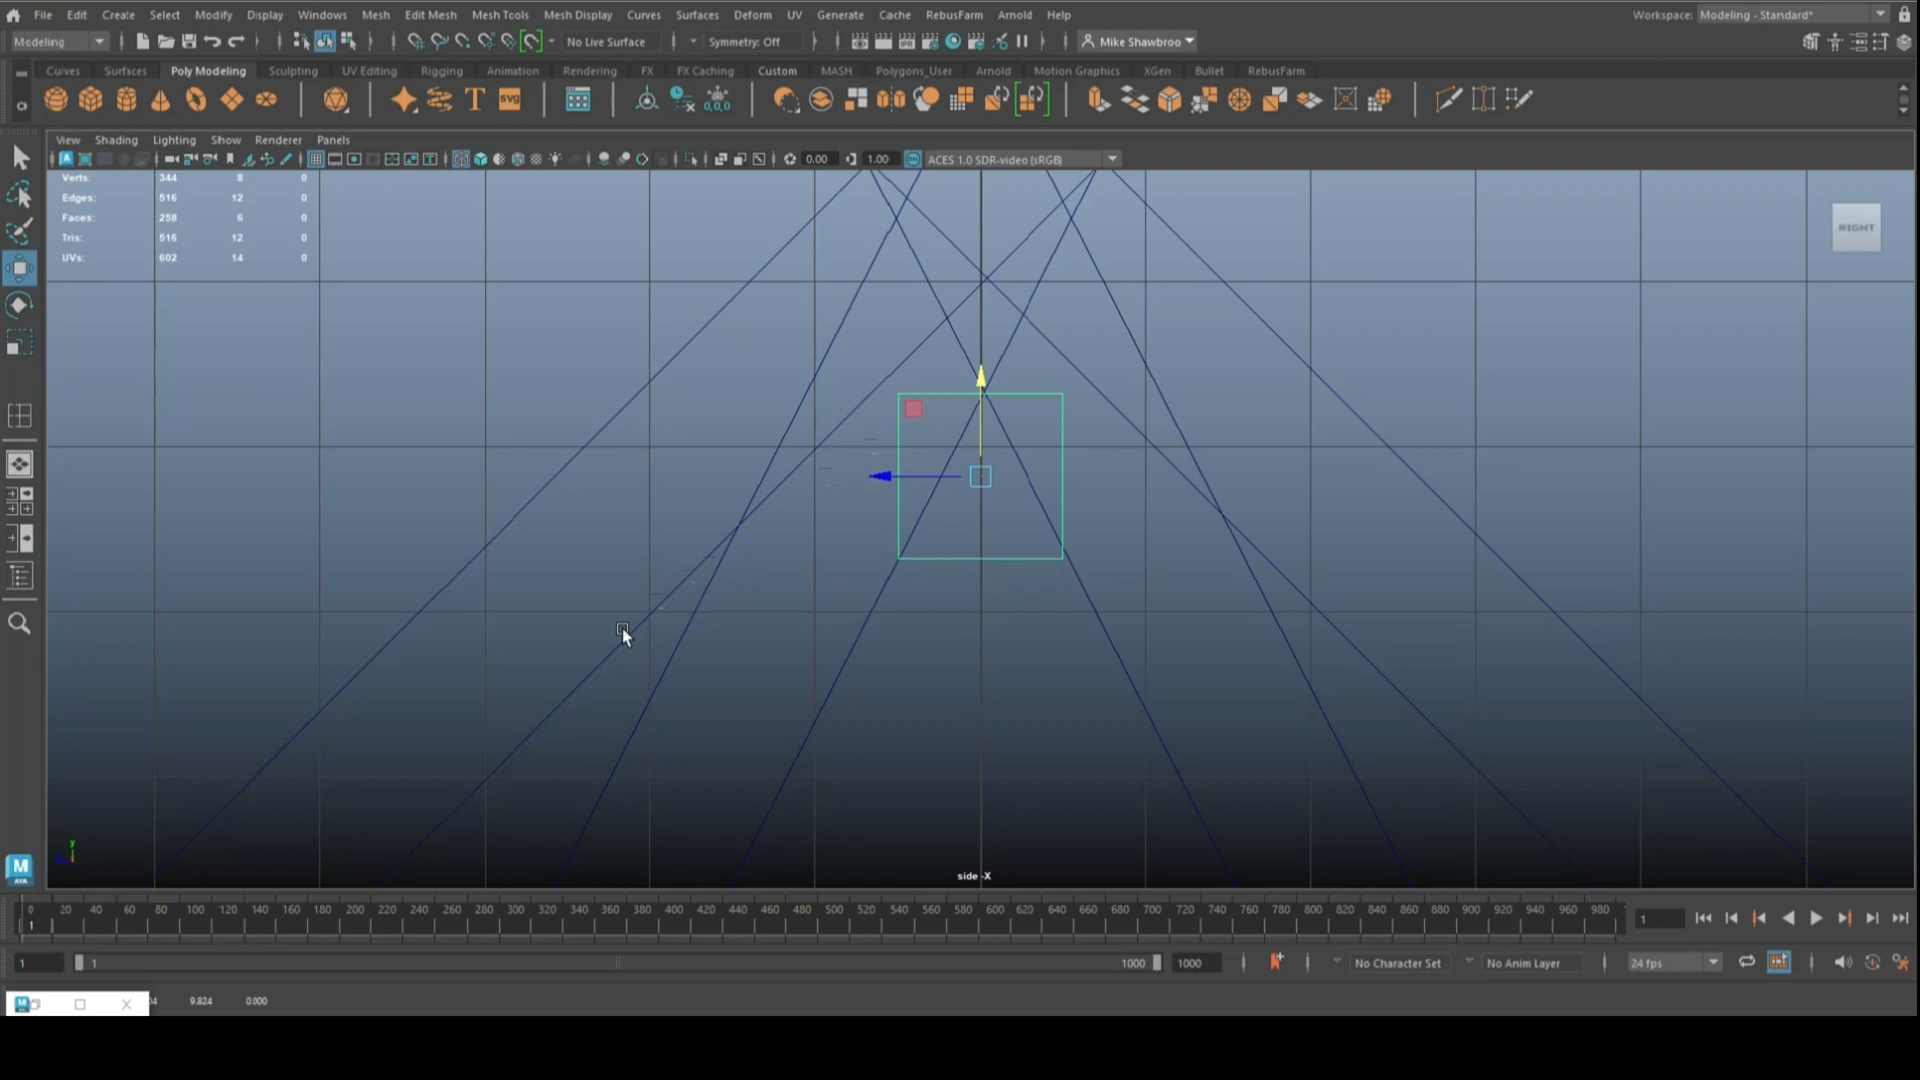 File Edit Create Select Modify Display Windows Mesh Edit Mesh Mesh Tools Mesh Display Curves Surfaces Deform UV Generate Cache RebusFarm Arnold Help Workspace: Modeling - Standard*
Modeling No Live Surface Symmetry: Off Mike Shawbroo
Curves Surfaces Poly Modeling Sculpting UV Editing Rigging Animation Rendering FX FX Caching Custom MASH Polygons_User Arnold Motion Graphics XGen Bullet RebusFarm
T SVG 0,0,0
View Shading Lighting Show Renderer Panels
0.00 1.00 ACES 1.0 SDR-video (sRGB)
Verts: 344 8 0
Edges: 516 12 0
Faces: 258 6 0
Tris: 516 12 0
UVs: 602 14 0
RIGHT
y
side -X
M
AYA
0 20 40 60 80 100 120 140 160 180 200 220 240 260 280 300 320 340 360 380 400 420 440 460 480 500 520 540 560 580 600 620 640 660 680 700 720 740 760 780 800 820 840 860 880 900 920 940 960 980
1 1
1 1 1000 1000 No Character Set No Anim Layer 24 fps
M 9.824 0.000